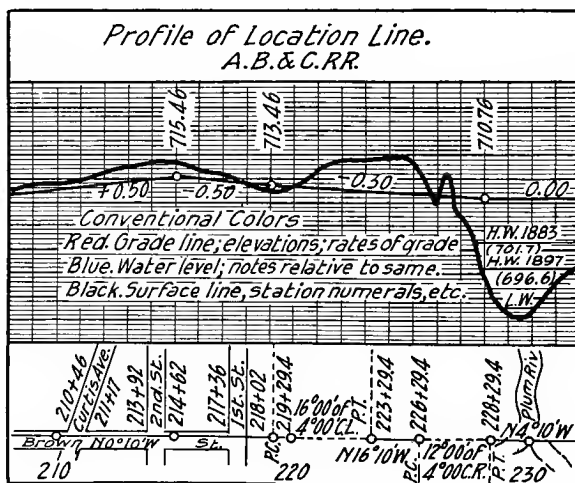 Profile of Location Line.
A.B.&C.RR.
715.46
713.46
710.76
+0.50
-0.50
-0.30
0.00
Conventional Colors
Red. Grade line; elevations; rates of grade
Blue. Water level; notes relative to same.
Black. Surface line, station numerals, etc.
H.W. 1883
(701.7)
H.W. 1897
(696.6)
L.W.
210+46
Curtis Ave.
211+17
213+92
2nd. St.
214+62
217+36
1st. St.
218+02
P.C.
219+29.4
16°00' of
4°00' C.L.
P.T.
223+29.4
226+29.4
228+29.4
Plum Riv
Brown N0°10'W St.
N16°10'W
P.C.
12°00' of
4°00' C.R.
P.T.
N4°10'W
210
220
230